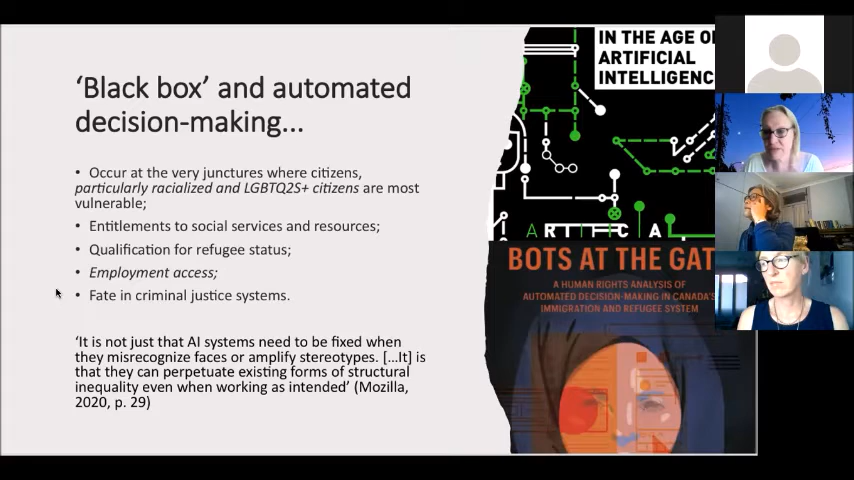 ‘Black box’ and automated
decision-making...
• Occur at the very junctures where citizens,
particularly racialized and LGBTQ2S+ citizens are most
vulnerable;
• Entitlements to social services and resources;
• Qualification for refugee status;
• Employment access;
• Fate in criminal justice systems.
‘It is not just that AI systems need to be fixed when
they misrecognize faces or amplify stereotypes. […It] is
that they can perpetuate existing forms of structural
inequality even when working as intended’ (Mozilla,
2020, p. 29)
IN THE AGE O
ARTIFICIAL
INTELLIGENC
BOTS AT THE GAT
A HUMAN RIGHTS ANALYSIS OF
AUTOMATED DECISION-MAKING IN CANADA'S
IMMIGRATION AND REFUGEE SYSTEM